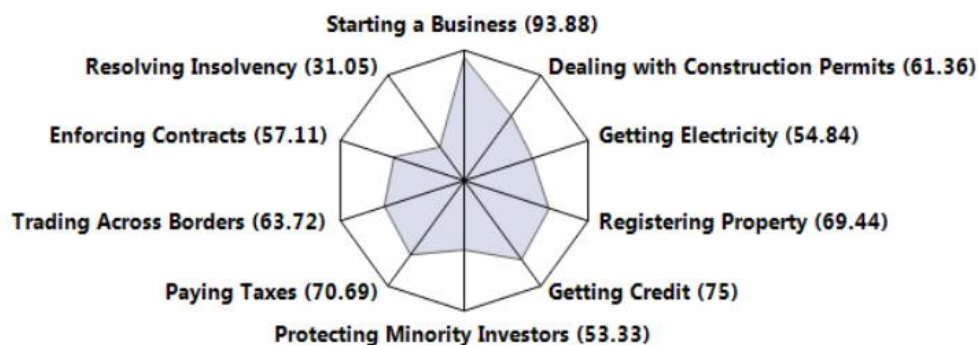 Starting a Business (93.88)
Resolving Insolvency (31.05)
Dealing with Construction Permits (61.36)
Enforcing Contracts (57.11)
Getting Electricity (54.84)
Trading Across Borders (63.72)
Registering Property (69.44)
Paying Taxes (70.69)
Getting Credit (75)
Protecting Minority Investors (53.33)